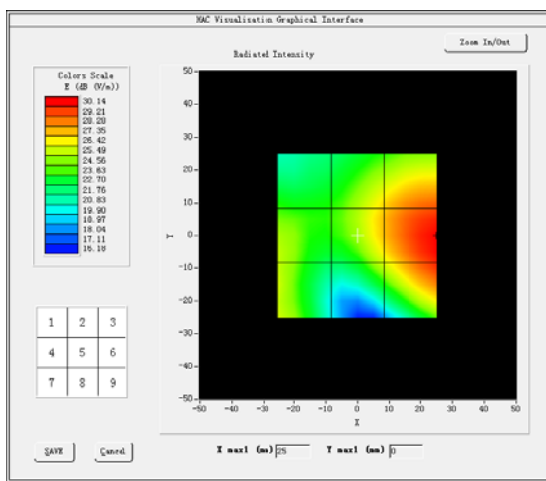 HAC Visualisation Graphical Interface
Zoom In/Out
Radiated Intensity
Colors Scale
E (dB (V/m))
30.14
29.21
28.28
27.35
26.42
25.49
24.56
23.63
22.70
21.76
20.83
19.90
18.97
18.04
17.11
16.18
50
40
30
20
10
0
-10
-20
-30
-40
-50
Y
-50 -40 -30 -20 -10 0 10 20 30 40 50
X
1 2 3
4 5 6
7 8 9
SAVE
Cancel
X max1 (mm) 25
Y max1 (mm) 0